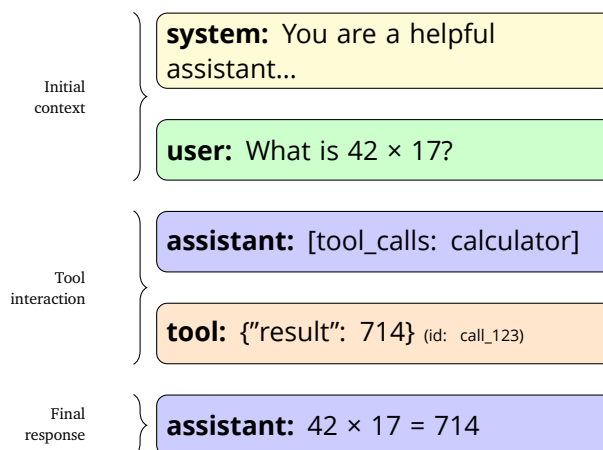 Initial
context
system: You are a helpful
assistant...
user: What is 42 × 17?
Tool
interaction
assistant: [tool_calls: calculator]
tool: {”result”: 714} (id: call_123)
Final
response
assistant: 42 × 17 = 714